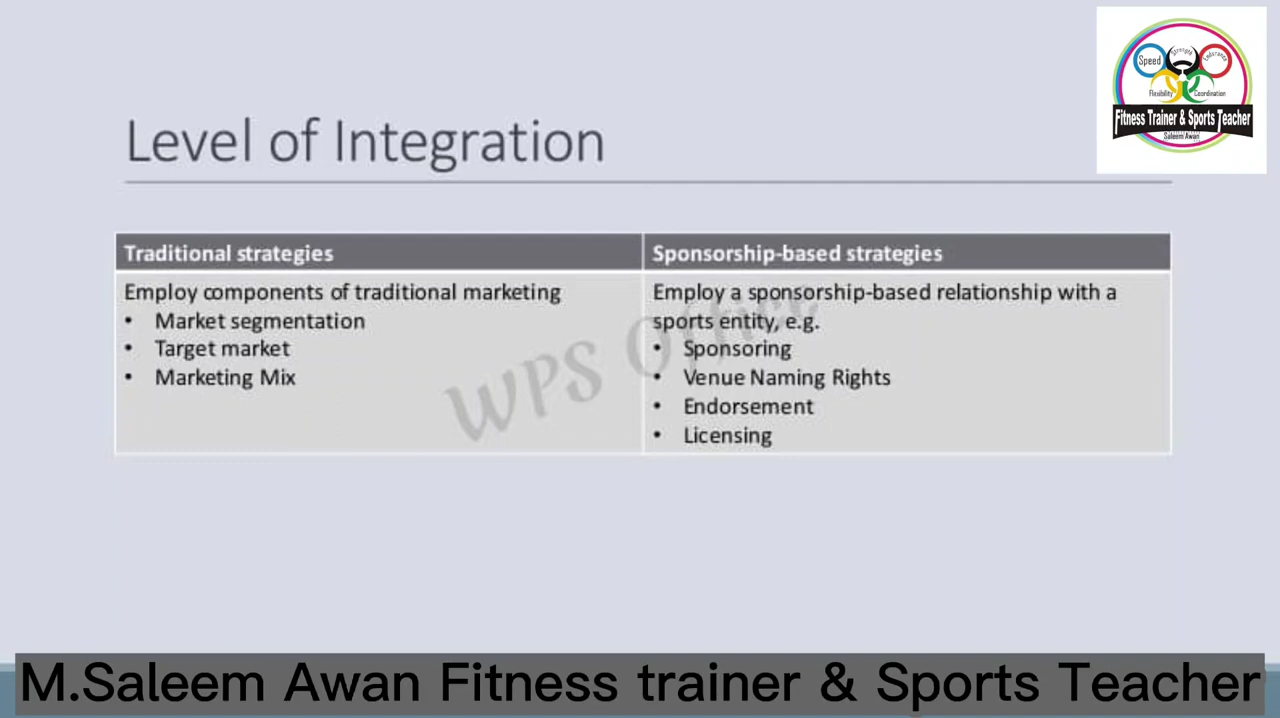 Speed
Strength
Endurance
Flexibility
Coordination
Fitness Trainer & Sports Teacher
Saleem Awan
Level of Integration
Traditional strategies
Employ components of traditional marketing
• Market segmentation
• Target market
• Marketing Mix
Sponsorship-based strategies
Employ a sponsorship-based relationship with a
sports entity, e.g.
• Sponsoring
• Venue Naming Rights
• Endorsement
• Licensing
WPS Office
M.Saleem Awan Fitness trainer & Sports Teacher